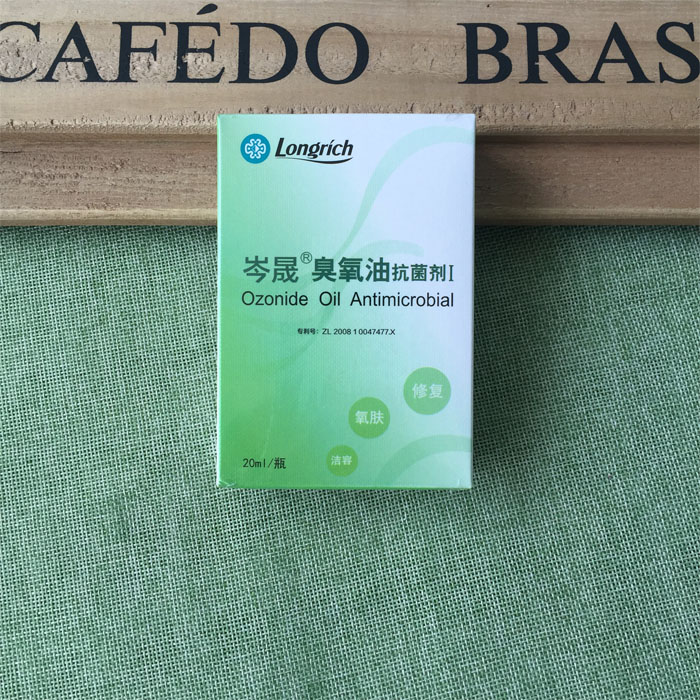 CAFÉDO BRAS
Longrich
岑晟®臭氧油抗菌剂I
Ozonide Oil Antimicrobial
专利号: ZL 2008 1 0047477.X
修复
氧肤
洁容
20ml/瓶